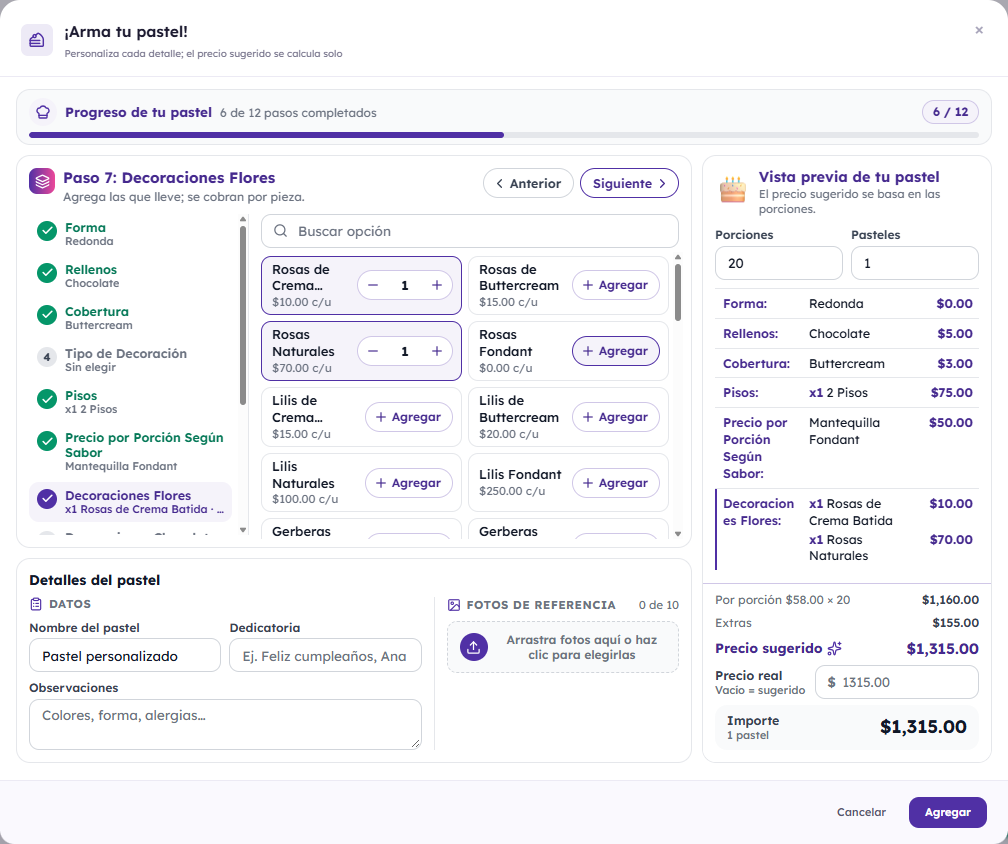 ¡Arma tu pastel!
Personaliza cada detalle; el precio sugerido se calcula solo
Progreso de tu pastel 6 de 12 pasos completados
6 / 12
Paso 7: Decoraciones Flores
Agrega las que lleve; se cobran por pieza.
Anterior
Siguiente
Forma
Redonda
Rellenos
Chocolate
Cobertura
Buttercream
4
Tipo de Decoración
Sin elegir
Pisos
x1 2 Pisos
Precio por Porción Según
Sabor
Mantequilla Fondant
Decoraciones Flores
x1 Rosas de Crema Batida · …
Buscar opción
Rosas de
Crema…
$10.00 c/u
− 1 +
Rosas de
Buttercream
$15.00 c/u
+ Agregar
Rosas
Naturales
$70.00 c/u
− 1 +
Rosas
Fondant
$0.00 c/u
+ Agregar
Lilis de
Crema…
$15.00 c/u
+ Agregar
Lilis de
Buttercream
$20.00 c/u
+ Agregar
Lilis
Naturales
$100.00 c/u
+ Agregar
Lilis Fondant
$250.00 c/u
+ Agregar
Gerberas
Gerberas
Vista previa de tu pastel
El precio sugerido se basa en las
porciones.
Porciones
20
Pasteles
1
Forma: Redonda $0.00
Rellenos: Chocolate $5.00
Cobertura: Buttercream $3.00
Pisos: x1 2 Pisos $75.00
Precio por Mantequilla $50.00
Porción Fondant
Según
Sabor:
Decoracion x1 Rosas de $10.00
es Flores: Crema Batida
x1 Rosas $70.00
Naturales
Por porción $58.00 × 20 $1,160.00
Extras $155.00
Precio sugerido $1,315.00
Precio real
Vacío = sugerido
$ 1315.00
Importe
1 pastel
$1,315.00
Detalles del pastel
DATOS
Nombre del pastel
Pastel personalizado
Dedicatoria
Ej. Feliz cumpleaños, Ana
Observaciones
Colores, forma, alergias…
FOTOS DE REFERENCIA 0 de 10
Arrastra fotos aquí o haz
clic para elegirlas
Cancelar
Agregar